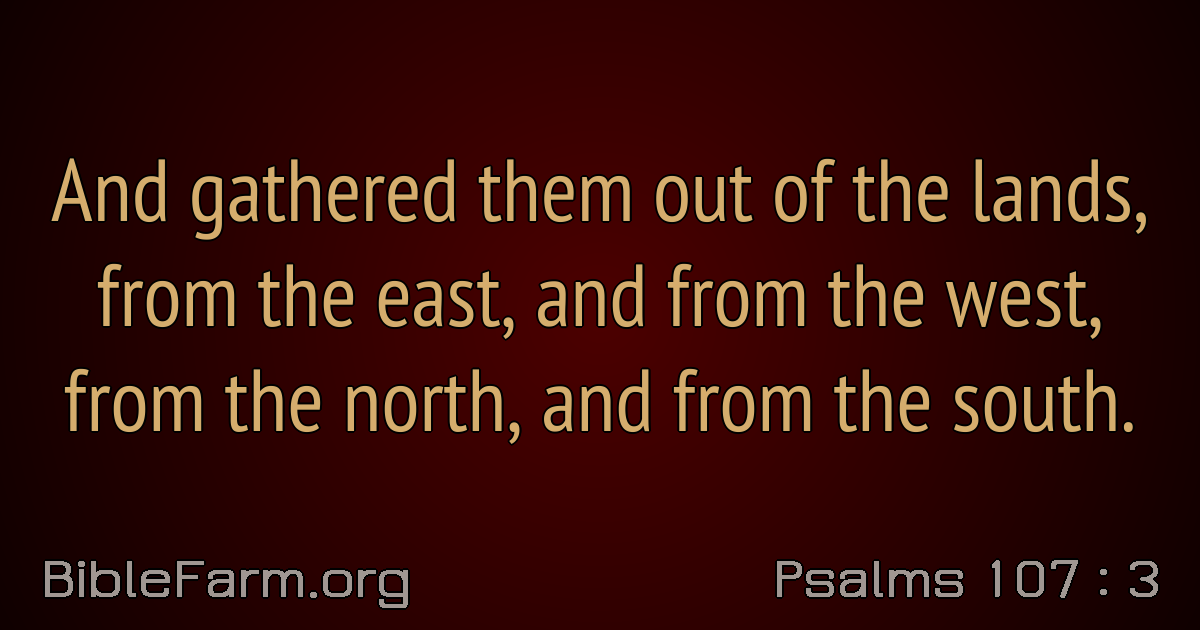 And gathered them out of the lands,
from the east, and from the west,
from the north, and from the south.
BibleFarm.org
Psalms 107 : 3